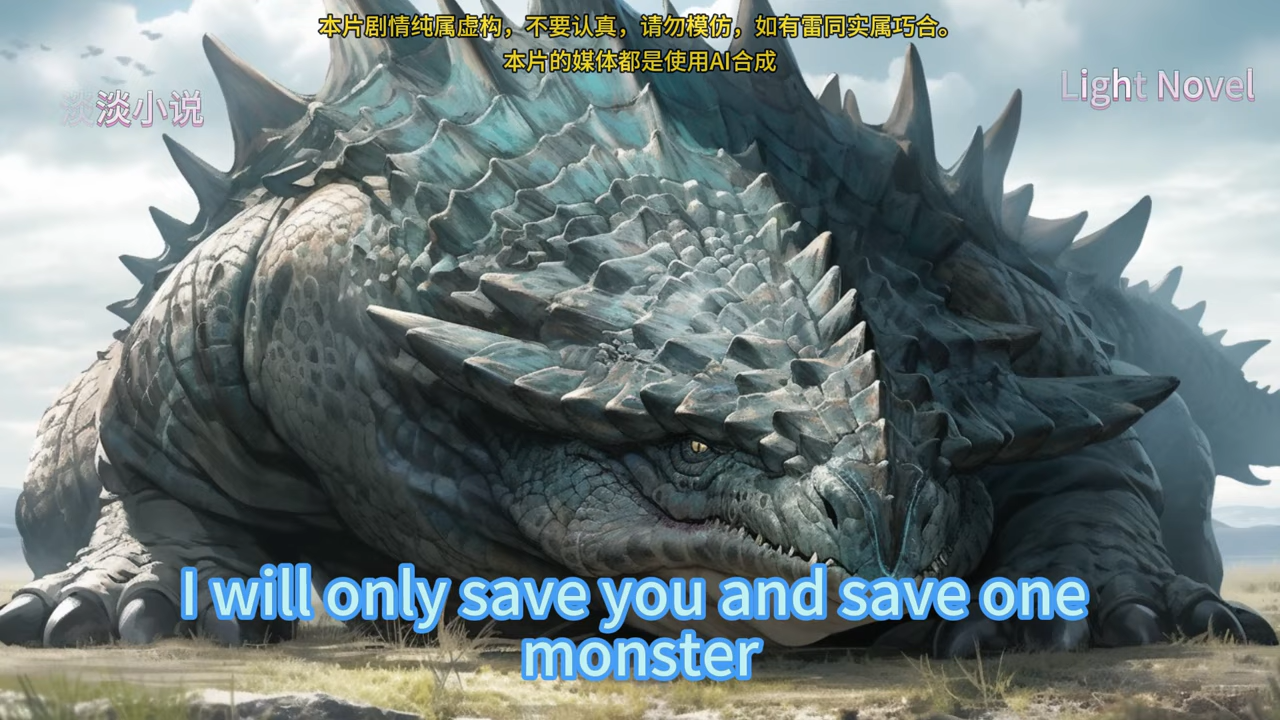 本片剧情纯属虚构，不要认真，请勿模仿，如有雷同实属巧合。
本片的媒体都是使用AI合成
淡淡小说
Light Novel
I will only save you and save one
monster